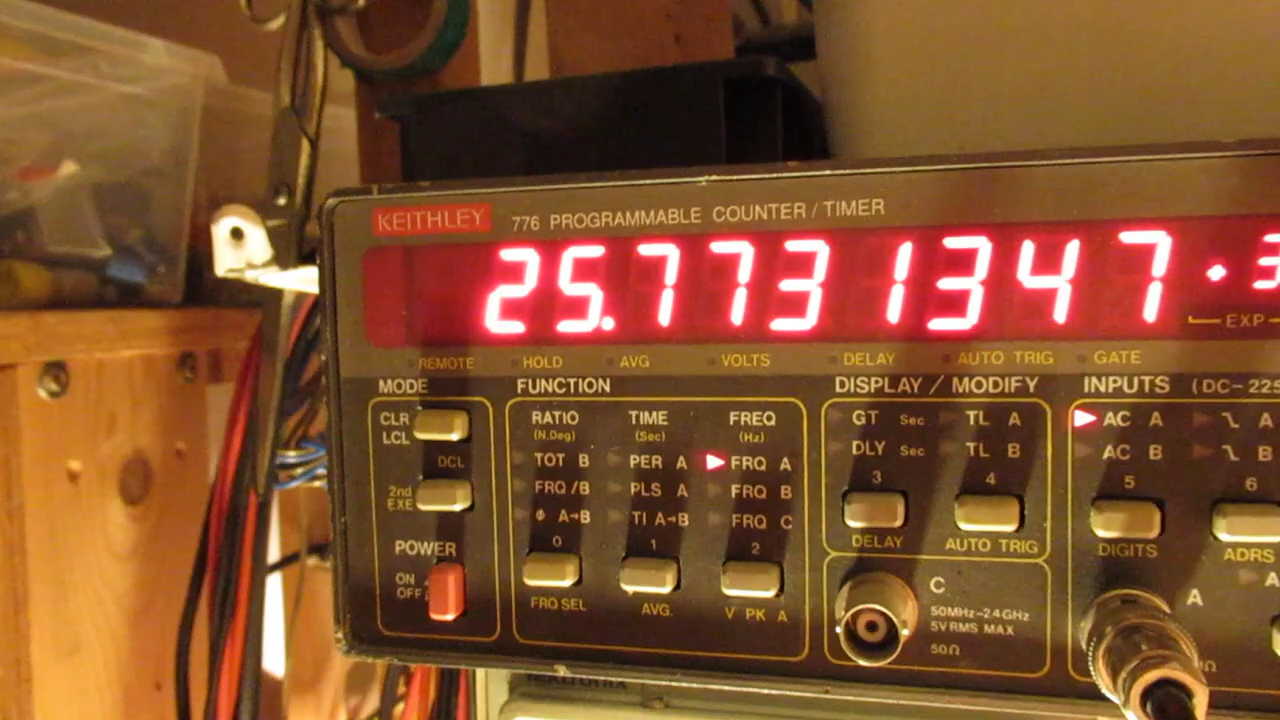 KEITHLEY 776 PROGRAMMABLE COUNTER / TIMER
25.7731347 3
EXP
REMOTE HOLD AVG VOLTS DELAY AUTO TRIG GATE
MODE FUNCTION DISPLAY / MODIFY INPUTS (DC-225
CLR
LCL
DCL
2nd
EXE
POWER
ON
OFF
RATIO
(N,Deg)
TOT B
FRQ/B
Φ A→B
0
FRQ SEL
TIME
(Sec)
PER A
PLS A
TI A→B
1
AVG.
FREQ
(Hz)
FRQ A
FRQ B
FRQ C
2
V PK A
GT Sec
DLY Sec
3
DELAY
TL A
TL B
4
AUTO TRIG
AC A
AC B
5
DIGITS
A
B
6
ADRS
C
50MHz-2.4GHz
5V RMS MAX
50Ω
A
A